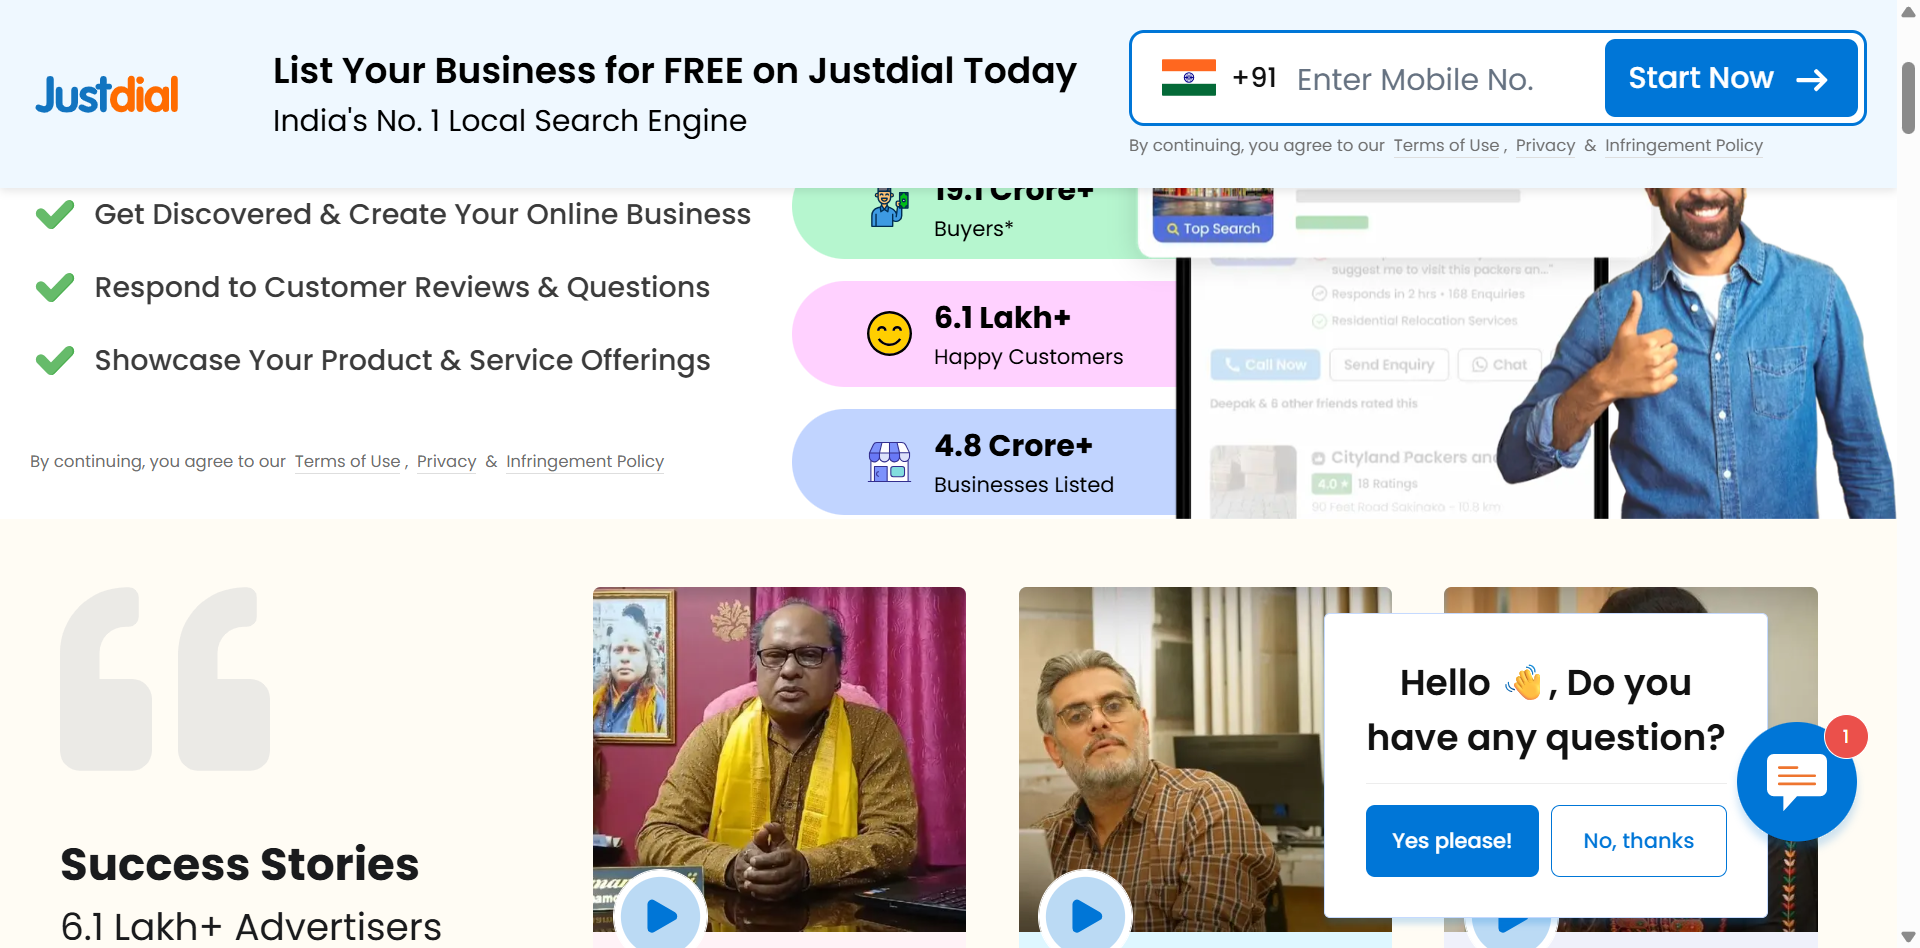 Justdial
List Your Business for FREE on Justdial Today
India's No. 1 Local Search Engine
+91 Enter Mobile No.
Start Now
By continuing, you agree to our Terms of Use , Privacy & Infringement Policy
Get Discovered & Create Your Online Business
Respond to Customer Reviews & Questions
Showcase Your Product & Service Offerings
By continuing, you agree to our Terms of Use , Privacy & Infringement Policy
19.1 Crore+
Buyers*
6.1 Lakh+
Happy Customers
4.8 Crore+
Businesses Listed
Top Search
suggest me to visit this packers an..."
Responds in 2 hrs • 168 Enquiries
Residential Relocation Services
Call Now
Send Enquiry
Chat
Deepak & 6 other friends rated this
Cityland Packers an
4.0 ★ 18 Ratings
90 Feet Road Sakinaka - 10.8 km
Success Stories
6.1 Lakh+ Advertisers
Hello 👋 , Do you
have any question?
Yes please!
No, thanks
1